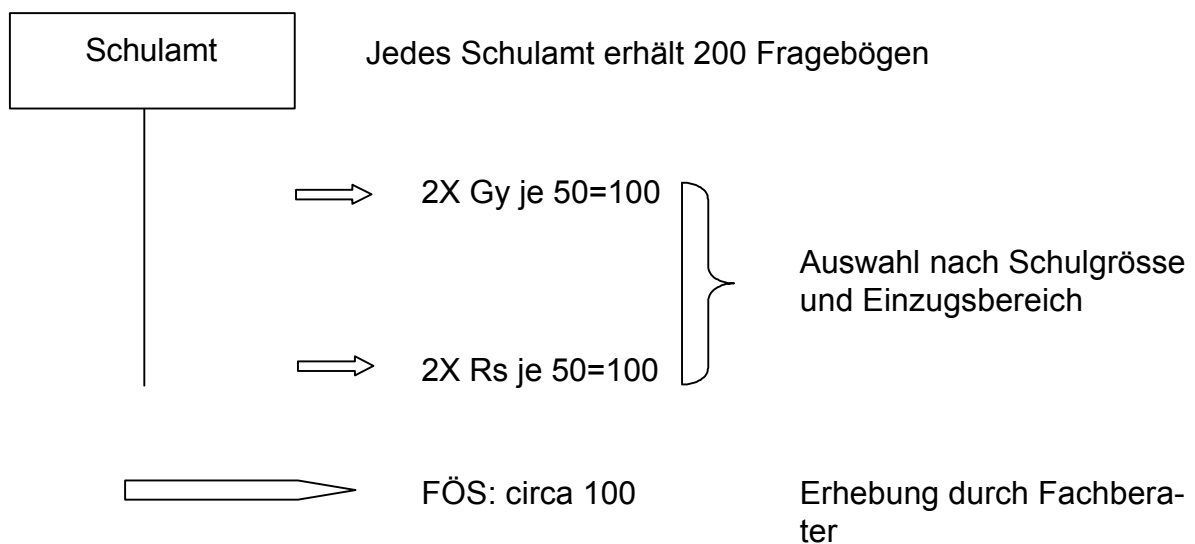 Schulamt
Jedes Schulamt erhält 200 Fragebögen
2X Gy je 50=100
Auswahl nach Schulgrösse
und Einzugsbereich
2X Rs je 50=100
FÖS: circa 100
Erhebung durch Fachbera-
ter